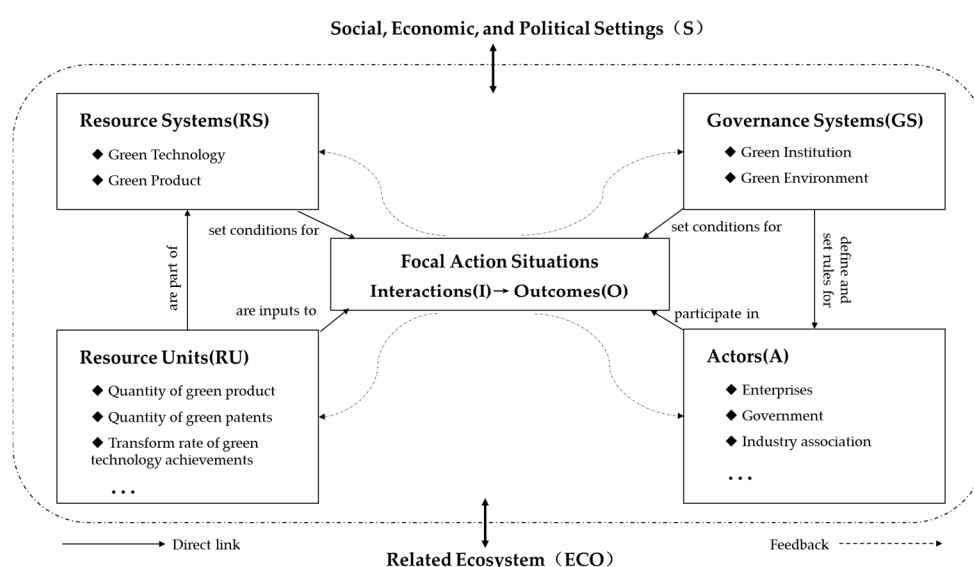 Social, Economic, and Political Settings（S）
Resource Systems(RS)
◆ Green Technology
◆ Green Product
Governance Systems(GS)
◆ Green Institution
◆ Green Environment
set conditions for
set conditions for
are part of
define and
set rules for
Focal Action Situations
Interactions(I)→ Outcomes(O)
are inputs to
participate in
Resource Units(RU)
◆ Quantity of green product
◆ Quantity of green patents
◆ Transform rate of green
technology achievements
...
Actors(A)
◆ Enterprises
◆ Government
◆ Industry association
...
Direct link
Feedback
Related Ecosystem（ECO）